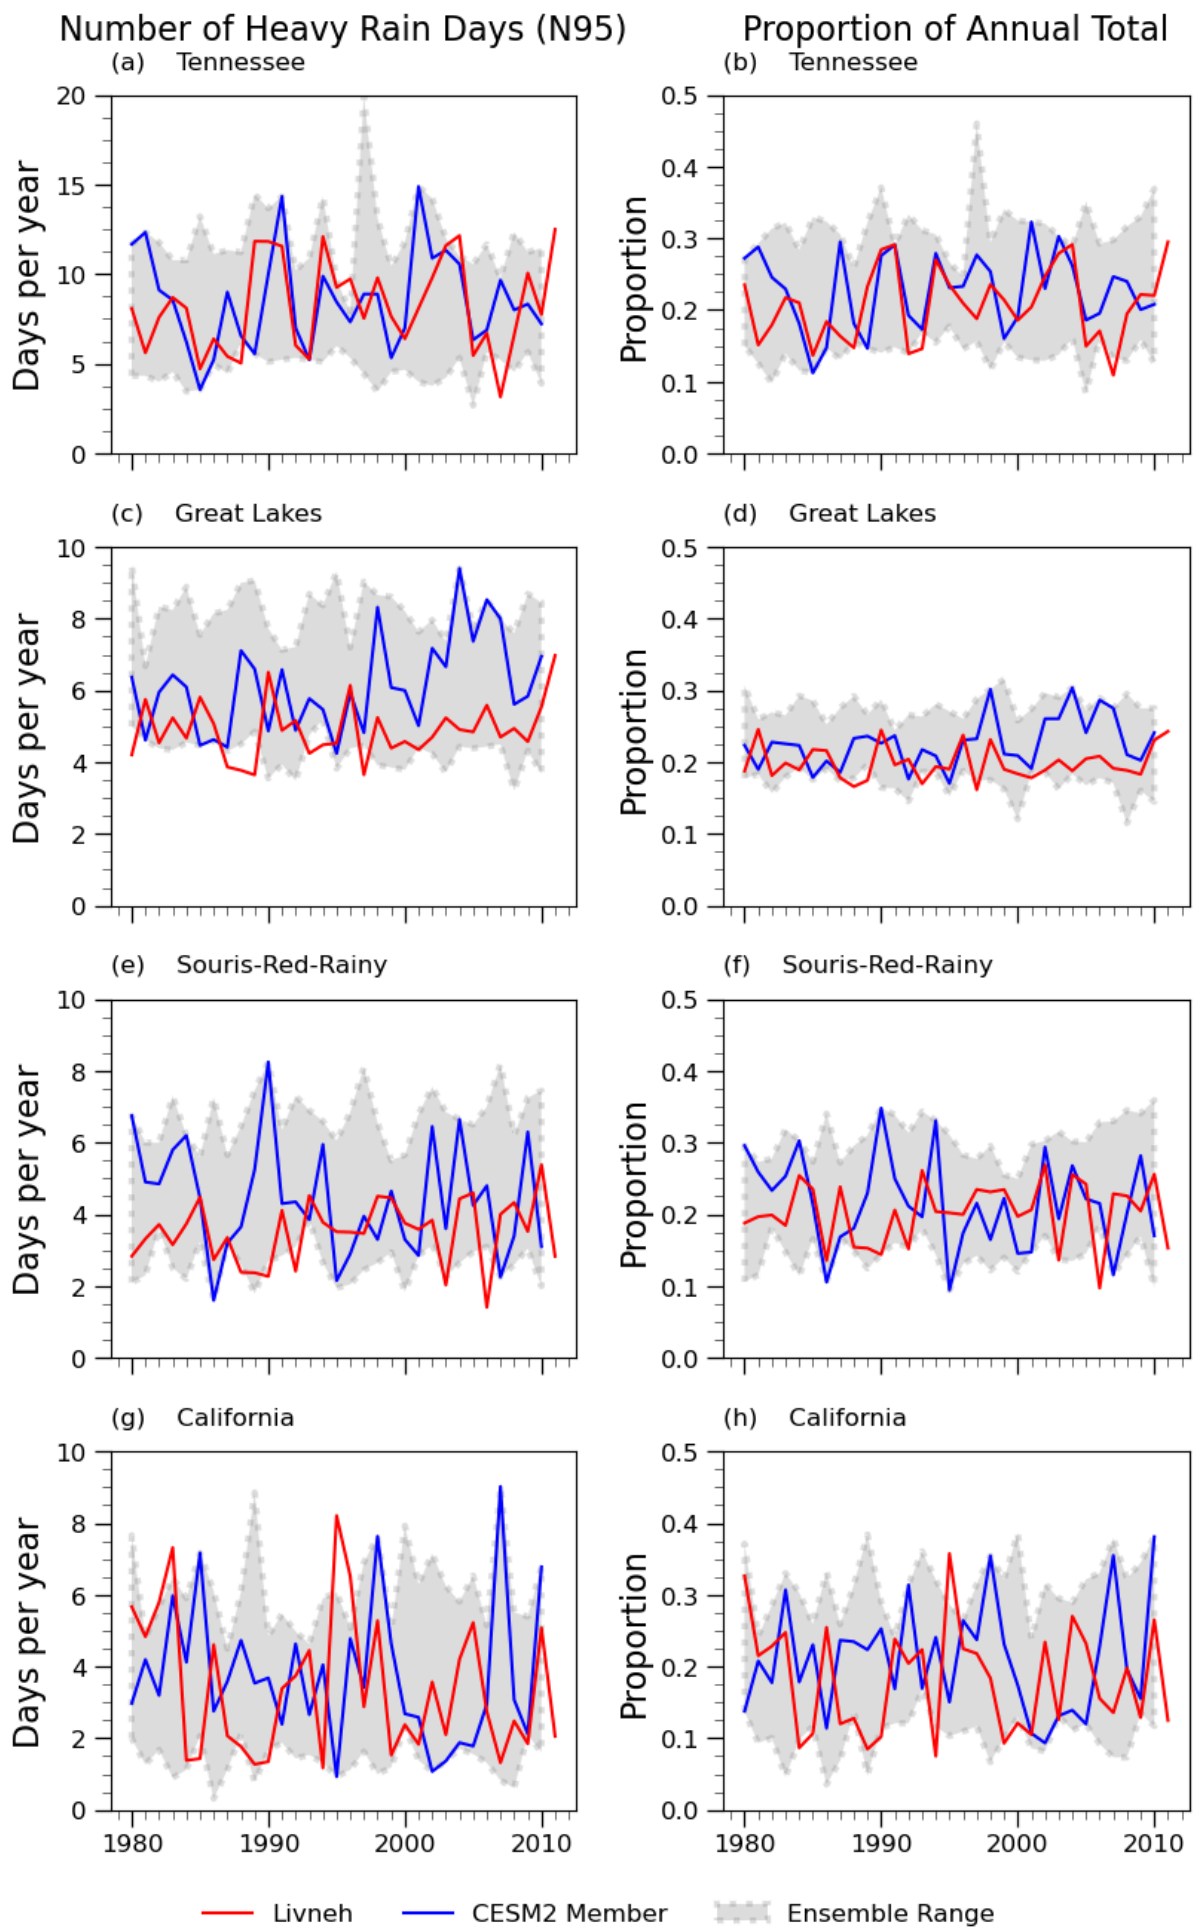 Number of Heavy Rain Days (N95) Proportion of Annual Total
(a) Tennessee (b) Tennessee
20 0.5
15 0.4
10 0.3
5 0.2
0 0.1
0.0
Days per year Proportion
(c) Great Lakes (d) Great Lakes
10 0.5
8 0.4
6 0.3
4 0.2
2 0.1
0 0.0
Days per year Proportion
(e) Souris-Red-Rainy (f) Souris-Red-Rainy
10 0.5
8 0.4
6 0.3
4 0.2
2 0.1
0 0.0
Days per year Proportion
(g) California (h) California
10 0.5
8 0.4
6 0.3
4 0.2
2 0.1
0 0.0
Days per year Proportion
1980 1990 2000 2010 1980 1990 2000 2010
Livneh CESM2 Member Ensemble Range